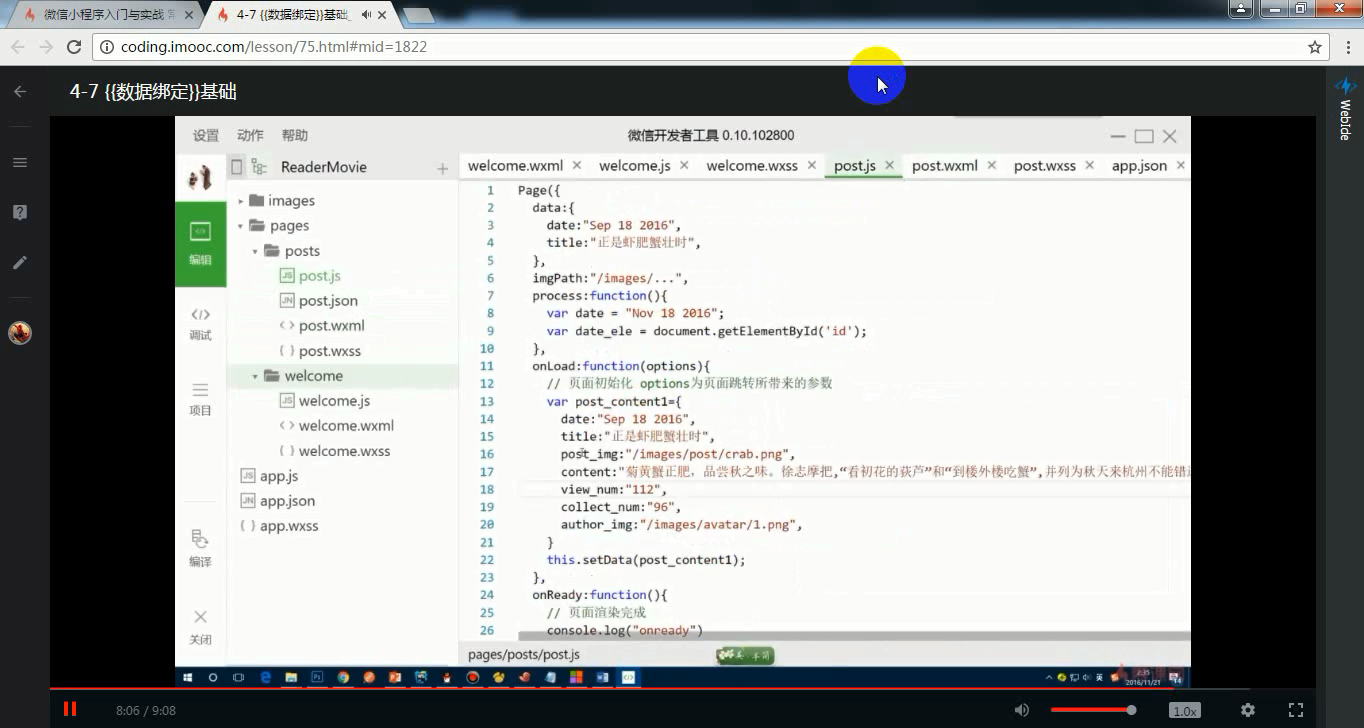 微信小程序入门与实战
4-7 {{数据绑定}}基础_
coding.imooc.com/lesson/75.html#mid=1822
4-7 {{数据绑定}}基础
WebIde
设置 动作 帮助
微信开发者工具 0.10.102800
ReaderMovie
welcome.wxml welcome.js welcome.wxss post.js post.wxml post.wxss app.json
images
pages
posts
post.js
post.json
post.wxml
post.wxss
welcome
welcome.js
welcome.wxml
welcome.wxss
app.js
app.json
app.wxss
编辑
调试
项目
编译
关闭
1 Page({
2 data:{
3 date:"Sep 18 2016",
4 title:"正是虾肥蟹壮时",
5 },
6 imgPath:"/images/...",
7 process:function(){
8 var date = "Nov 18 2016";
9 var date_ele = document.getElementById('id');
10 },
11 onLoad:function(options){
12 // 页面初始化 options为页面跳转所带来的参数
13 var post_content1={
14 date:"Sep 18 2016",
15 title:"正是虾肥蟹壮时",
16 post_img:"/images/post/crab.png",
17 content:"菊黄蟹正肥，品尝秋之味。徐志摩把,“看初花的荻芦”和“到楼外楼吃蟹”,并列为秋天来杭州不能错
18 view_num:"112",
19 collect_num:"96",
20 author_img:"/images/avatar/1.png",
21 }
22 this.setData(post_content1);
23 },
24 onReady:function(){
25 // 页面渲染完成
26 console.log("onready")
pages/posts/post.js
英
2016/11/21
8:06 / 9:08
1.0x